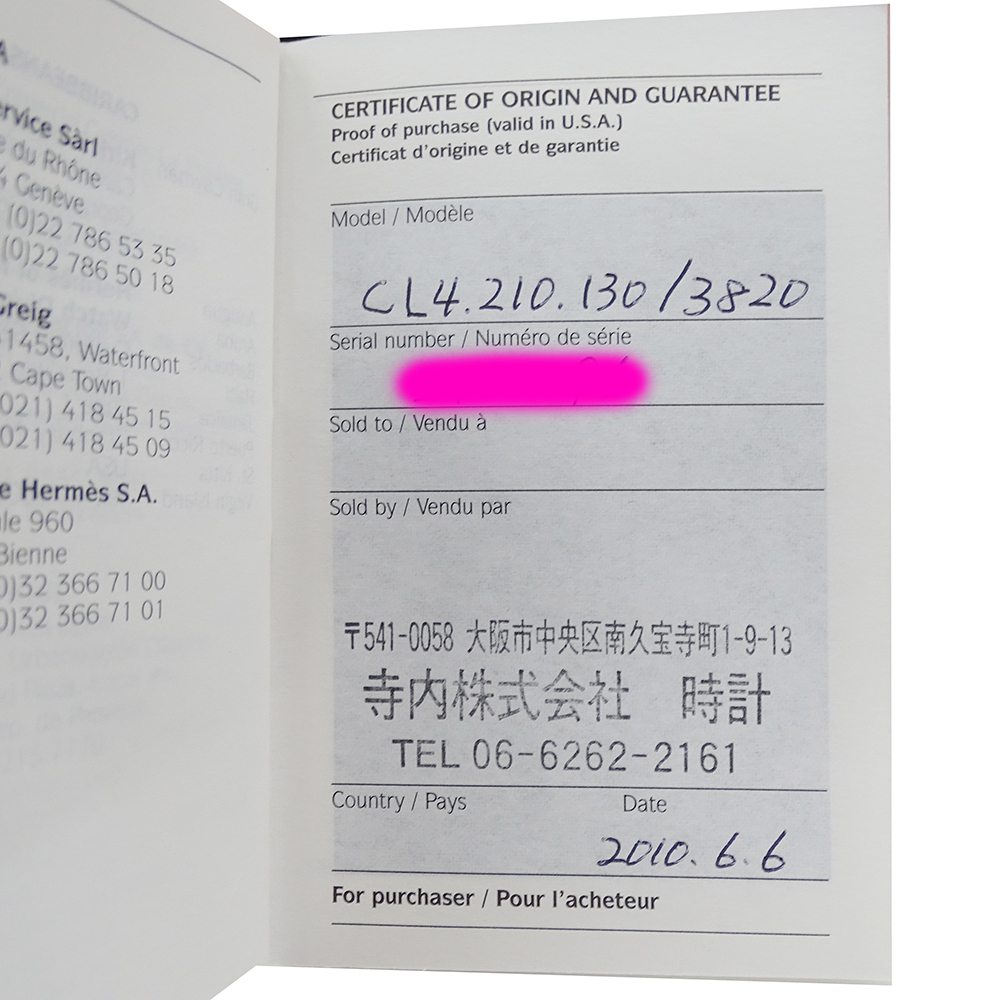 A
rvice Sàrl
du Rhône
Genève
(0)22 786 53 35
(0)22 786 50 18
Greig
1458, Waterfront
Cape Town
021) 418 45 15
021) 418 45 09
e Hermès S.A.
le 960
Bienne
0)32 366 71 00
0)32 366 71 01
CERTIFICATE OF ORIGIN AND GUARANTEE
Proof of purchase (valid in U.S.A.)
Certificat d'origine et de garantie
Model / Modèle
CL4.210.130/3820
Serial number / Numéro de série
Sold to / Vendu à
Sold by / Vendu par
〒541-0058 大阪市中央区南久宝寺町1-9-13
寺内株式会社 時計
TEL 06-6262-2161
Country / Pays Date
2010. 6. 6
For purchaser / Pour l'acheteur